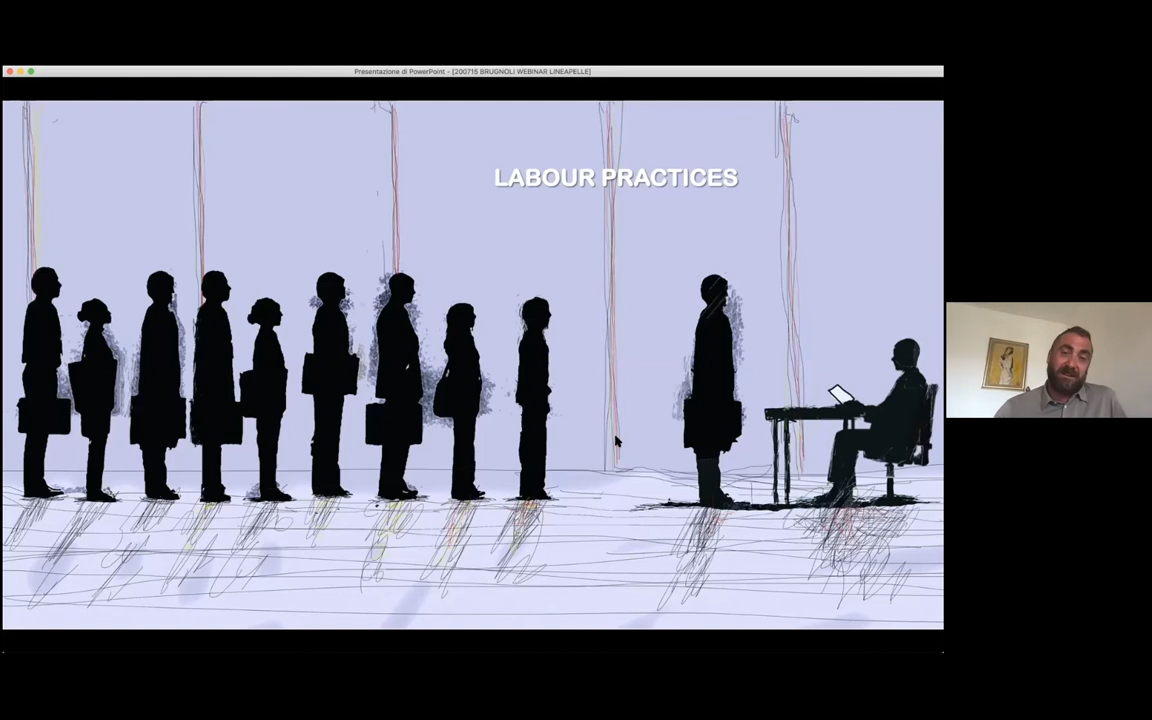 Presentazione di PowerPoint - [200715 BRUGNOLI WEBINAR LINEAPELLE]
LABOUR PRACTICES